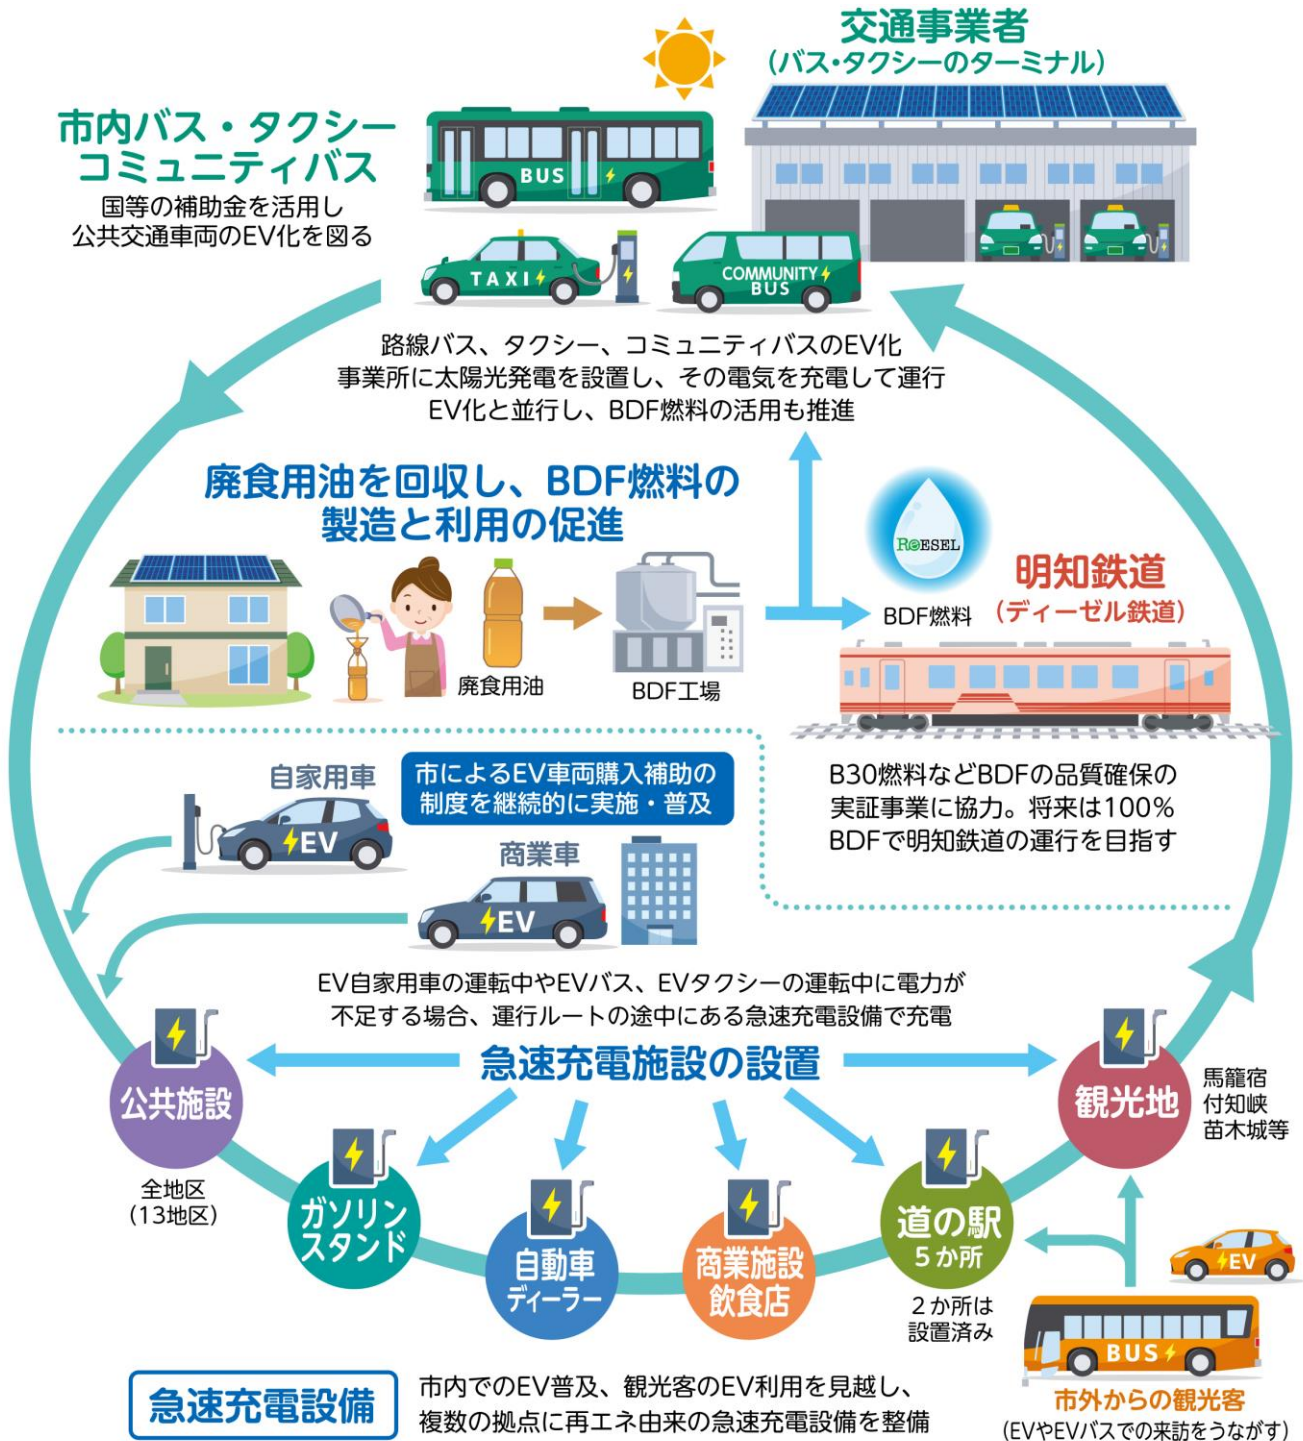 交通事業者
(バス・タクシーのターミナル)
市内バス・タクシー
コミュニティバス
国等の補助金を活用し
公共交通車両のEV化を図る
BUS
TAXI
COMMUNITY
BUS
路線バス、タクシー、コミュニティバスのEV化
事業所に太陽光発電を設置し、その電気を充電して運行
EV化と並行し、BDF燃料の活用も推進
廃食用油を回収し、BDF燃料の
製造と利用の促進
廃食用油
BDF工場
ReESEL
BDF燃料
明知鉄道
(ディーゼル鉄道)
B30燃料などBDFの品質確保の
実証事業に協力。将来は100%
BDFで明知鉄道の運行を目指す
自家用車
EV
市によるEV車両購入補助の
制度を継続的に実施・普及
商業車
EV
EV自家用車の運転中やEVバス、EVタクシーの運転中に電力が
不足する場合、運行ルートの途中にある急速充電設備で充電
急速充電施設の設置
公共施設
全地区
(13地区)
ガソリン
スタンド
自動車
ディーラー
商業施設
飲食店
道の駅
5か所
2か所は
設置済み
観光地
馬籠宿
付知峡
苗木城等
EV
BUS
市外からの観光客
(EVやEVバスでの来訪をうながす)
急速充電設備
市内でのEV普及、観光客のEV利用を見越し、
複数の拠点に再エネ由来の急速充電設備を整備